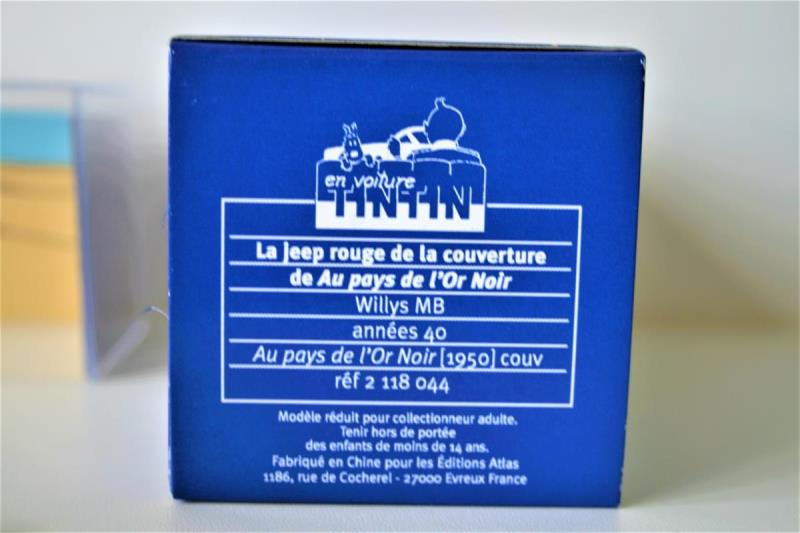 en voiture
TINTIN
La jeep rouge de la couverture
de Au pays de l'Or Noir
Willys MB
années 40
Au pays de l'Or Noir [1950] couv
réf 2 118 044
Modèle réduit pour collectionneur adulte.
Tenir hors de portée
des enfants de moins de 14 ans.
Fabriqué en Chine pour les Éditions Atlas
1186, rue de Cocherel - 27000 Evreux France